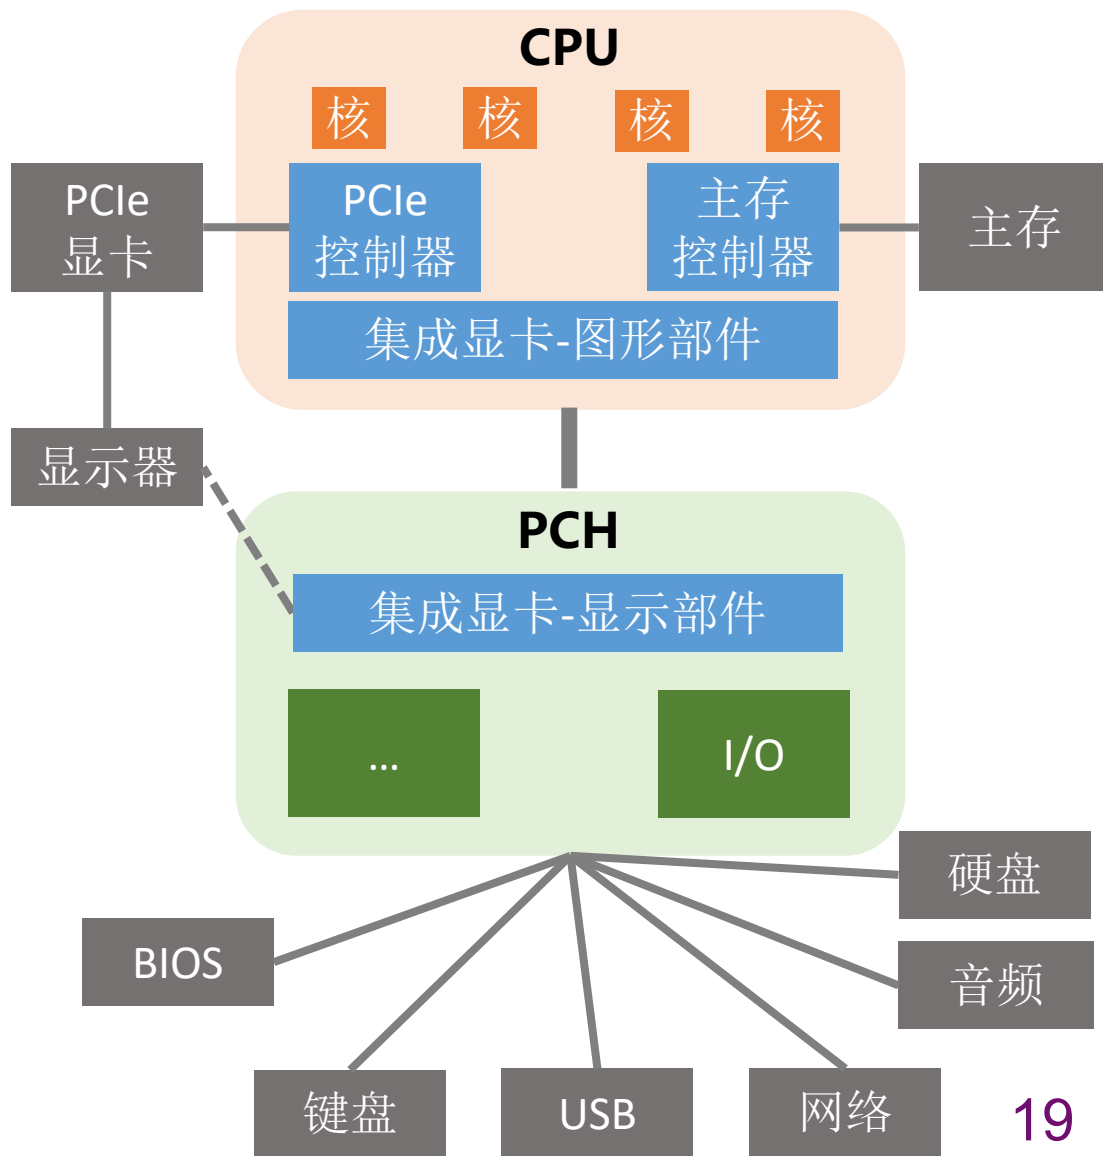 CPU
核
核
核
核
PCIe
显卡
PCIe
控制器
主存
控制器
主存
集成显卡-图形部件
显示器
PCH
集成显卡-显示部件
...
I/O
硬盘
BIOS
音频
键盘
USB
网络
19